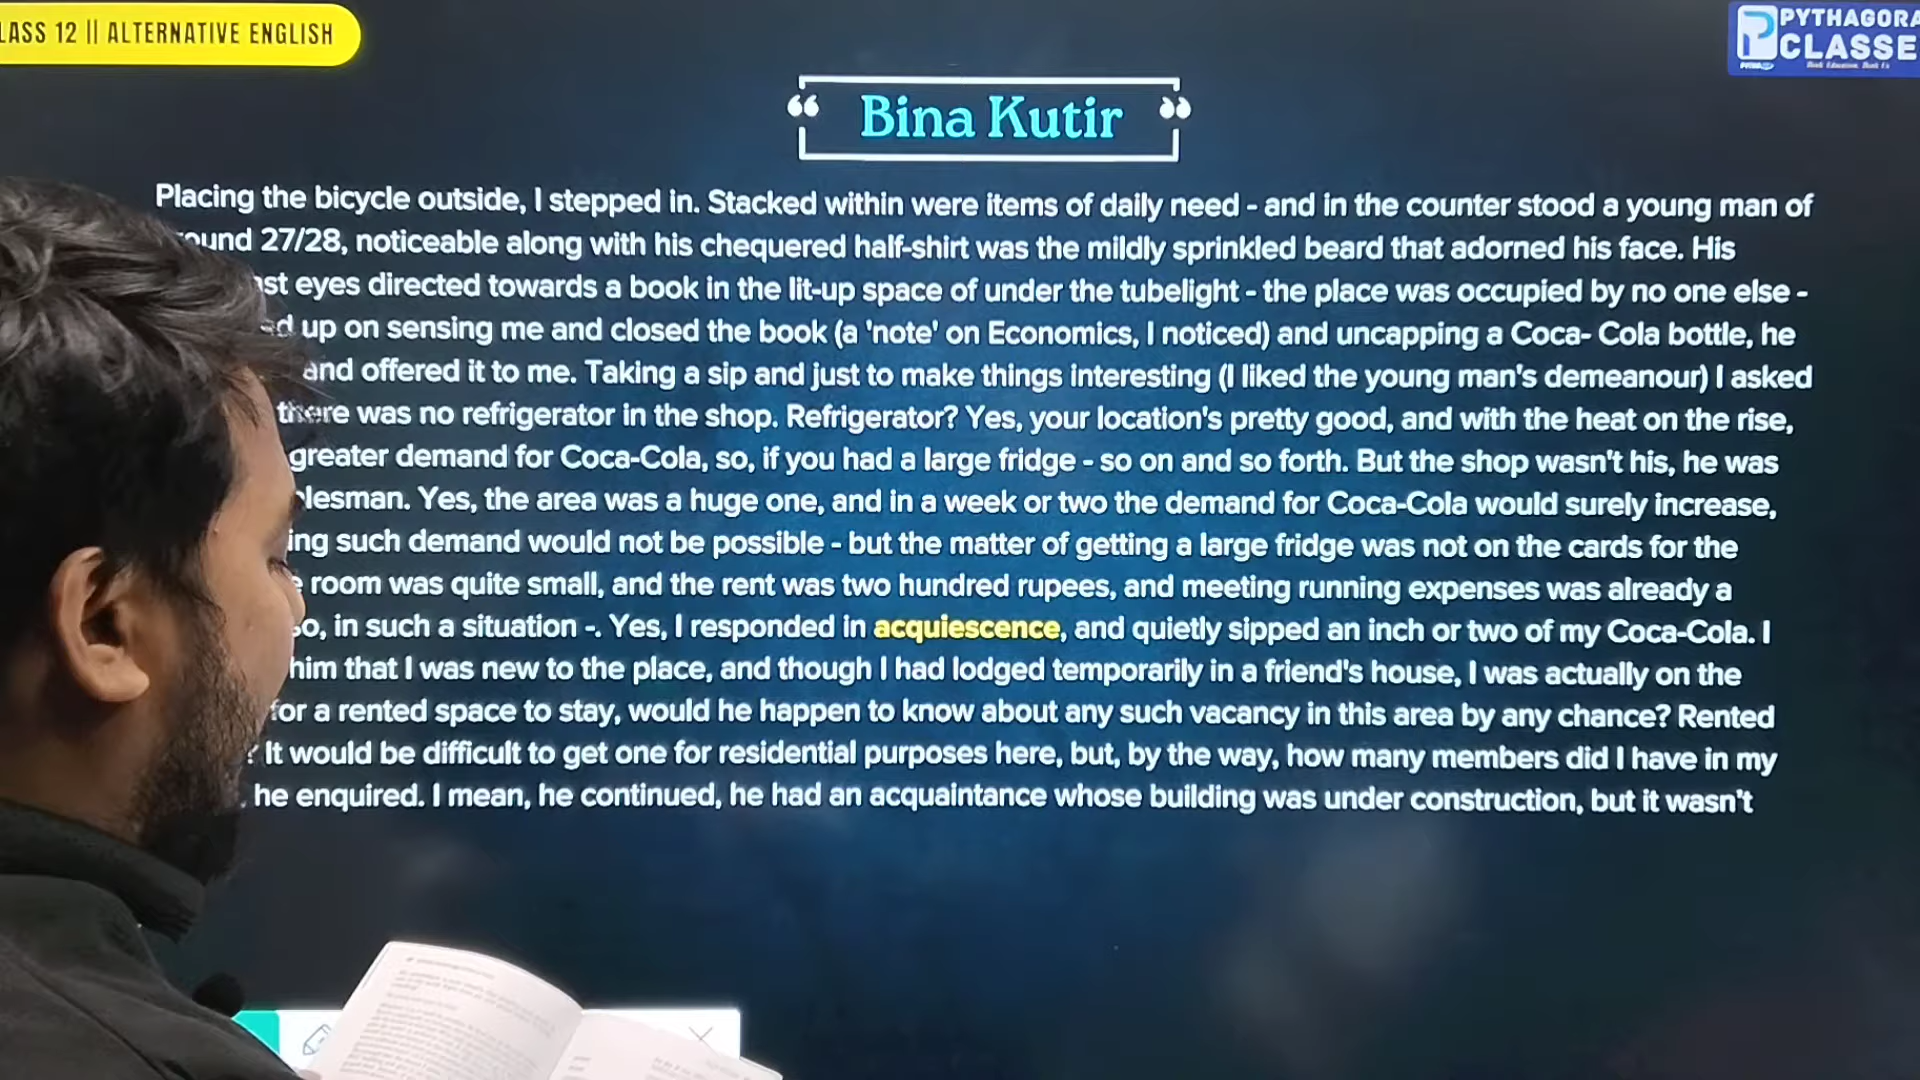 LASS 12 || ALTERNATIVE ENGLISH
PYTHAGORA
CLASSE
“ Bina Kutir ”
Placing the bicycle outside, I stepped in. Stacked within were items of daily need - and in the counter stood a young man of
ound 27/28, noticeable along with his chequered half-shirt was the mildly sprinkled beard that adorned his face. His
st eyes directed towards a book in the lit-up space of under the tubelight - the place was occupied by no one else -
ed up on sensing me and closed the book (a 'note' on Economics, I noticed) and uncapping a Coca- Cola bottle, he
and offered it to me. Taking a sip and just to make things interesting (I liked the young man's demeanour) I asked
there was no refrigerator in the shop. Refrigerator? Yes, your location's pretty good, and with the heat on the rise,
greater demand for Coca-Cola, so, if you had a large fridge - so on and so forth. But the shop wasn't his, he was
lesman. Yes, the area was a huge one, and in a week or two the demand for Coca-Cola would surely increase,
ing such demand would not be possible - but the matter of getting a large fridge was not on the cards for the
room was quite small, and the rent was two hundred rupees, and meeting running expenses was already a
so, in such a situation -. Yes, I responded in acquiescence, and quietly sipped an inch or two of my Coca-Cola. I
him that I was new to the place, and though I had lodged temporarily in a friend's house, I was actually on the
for a rented space to stay, would he happen to know about any such vacancy in this area by any chance? Rented
? It would be difficult to get one for residential purposes here, but, by the way, how many members did I have in my
, he enquired. I mean, he continued, he had an acquaintance whose building was under construction, but it wasn't